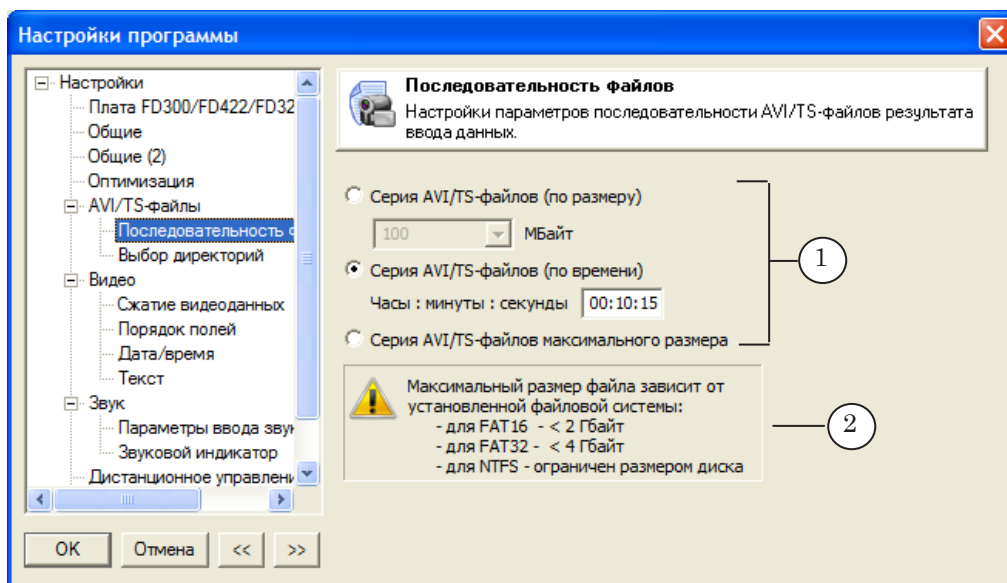 Настройки программы
Настройки
Плата FD300/FD422/FD32
Общие
Общие (2)
Оптимизация
AVI/TS-файлы
Последовательность
Выбор директорий
Видео
Сжатие видеоданных
Порядок полей
Дата/время
Текст
Звук
Параметры ввода зву
Звуковой индикатор
Дистанционное управлени
OK
Отмена
<<
>>
Последовательность файлов
Настройки параметров последовательности AVI/TS-файлов результата
ввода данных.
Серия AVI/TS-файлов (по размеру)
100 МБайт
Серия AVI/TS-файлов (по времени)
Часы : минуты : секунды 00:10:15
Серия AVI/TS-файлов максимального размера
1
Максимальный размер файла зависит от
установленной файловой системы:
- для FAT16 - < 2 Гбайт
- для FAT32 - < 4 Гбайт
- для NTFS - ограничен размером диска
2